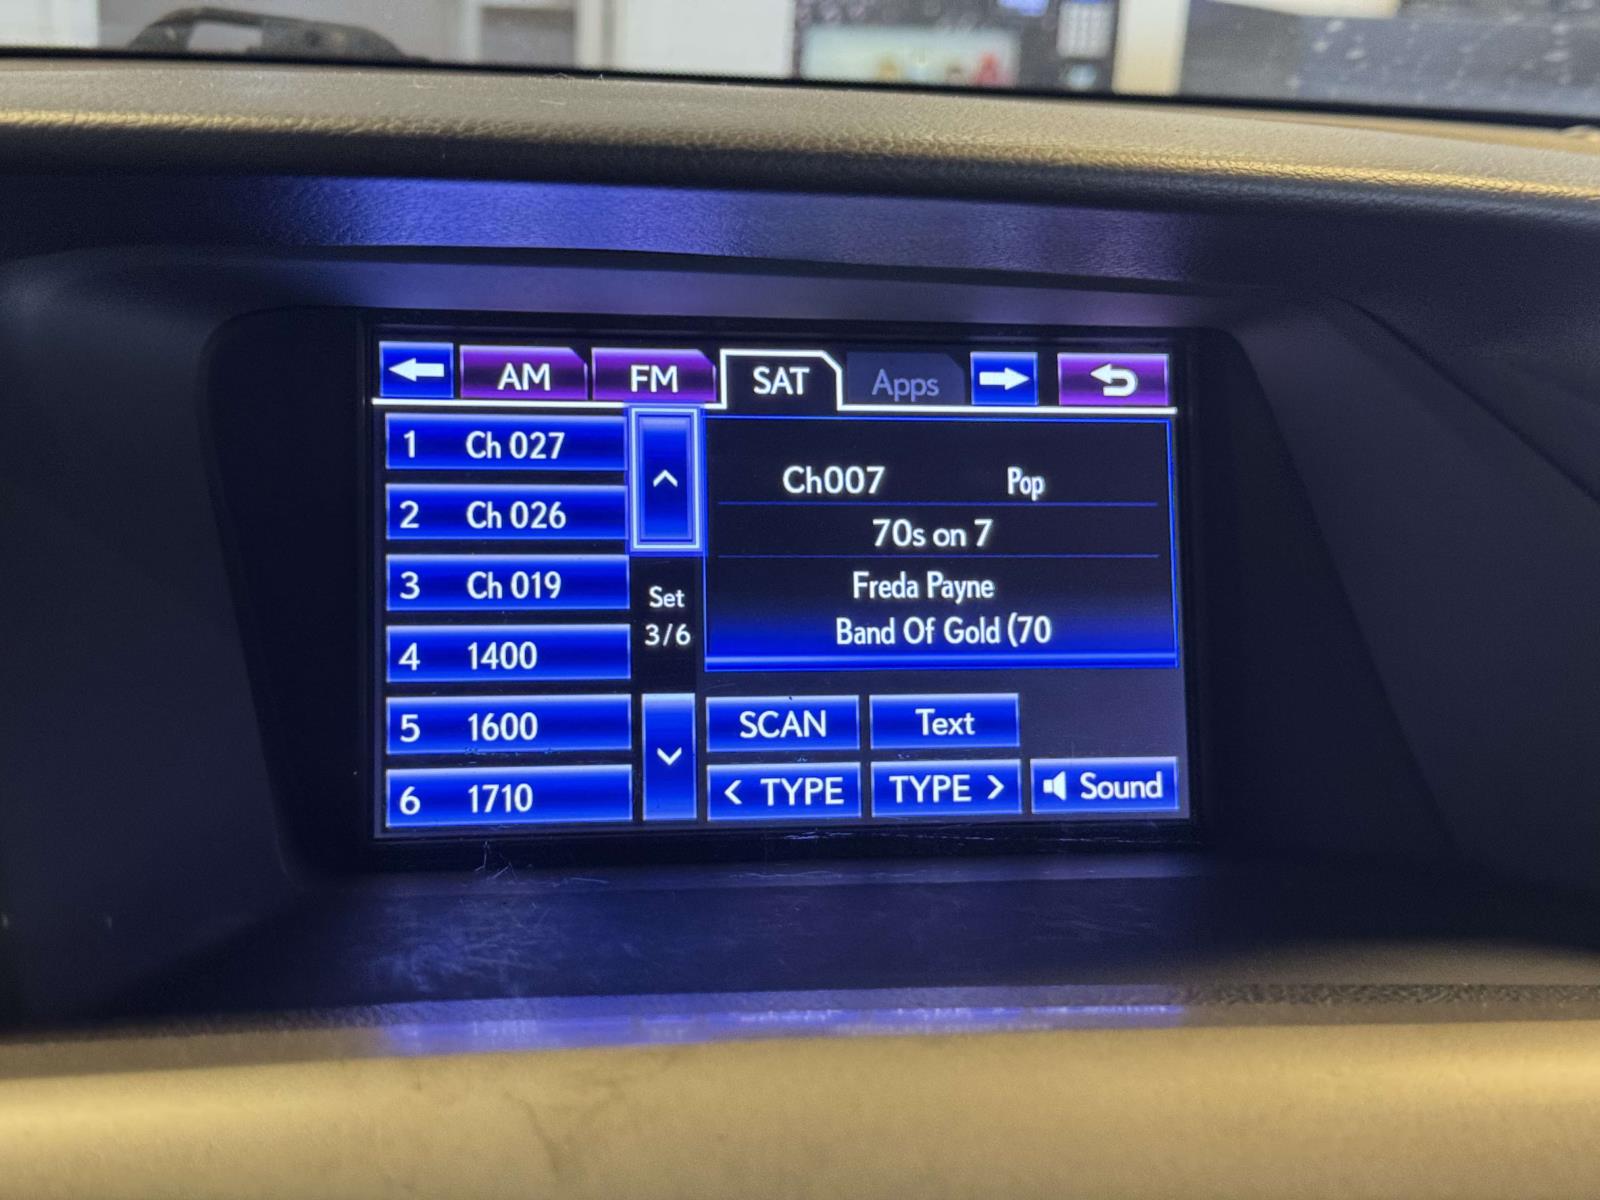 AM FM SAT Apps
1 Ch 027
2 Ch 026
3 Ch 019
4 1400
5 1600
6 1710
Set
3/6
Ch007 Pop
70s on 7
Freda Payne
Band Of Gold (70
SCAN Text
< TYPE TYPE > Sound